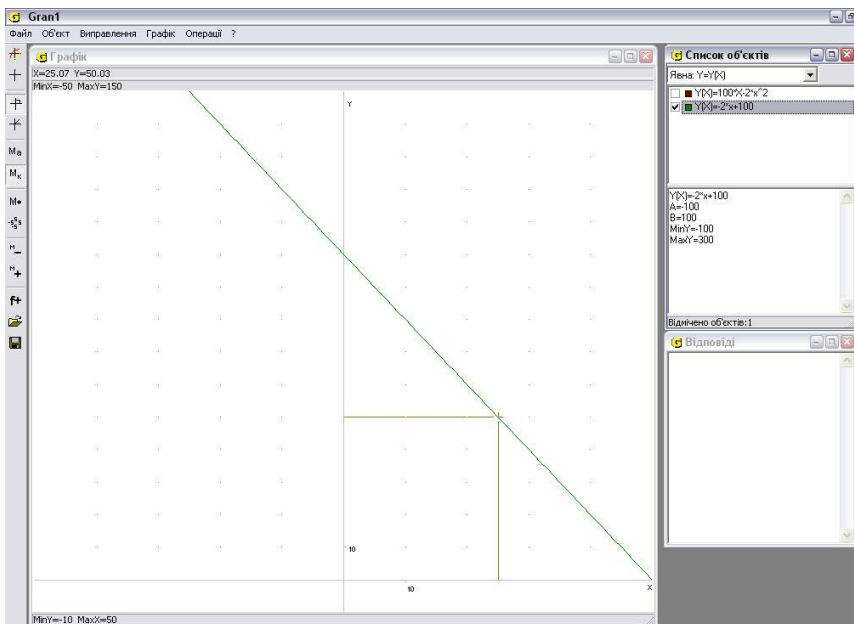 Gran1
Файл Об'єкт Виправлення Графік Операції ?
Графік
X=25.07 Y=50.03
MinX=-50 MaxY=150
Y
10
10
X
MinY=-10 MaxX=50
Список об'єктів
Явна: Y=Y(X)
Y(X)=100*X-2*x^2
Y(X)=-2*x+100
Y(X)=-2*x+100
A=-100
B=100
MinY=-100
MaxY=300
Відмічено об'єктів:1
Відповіді